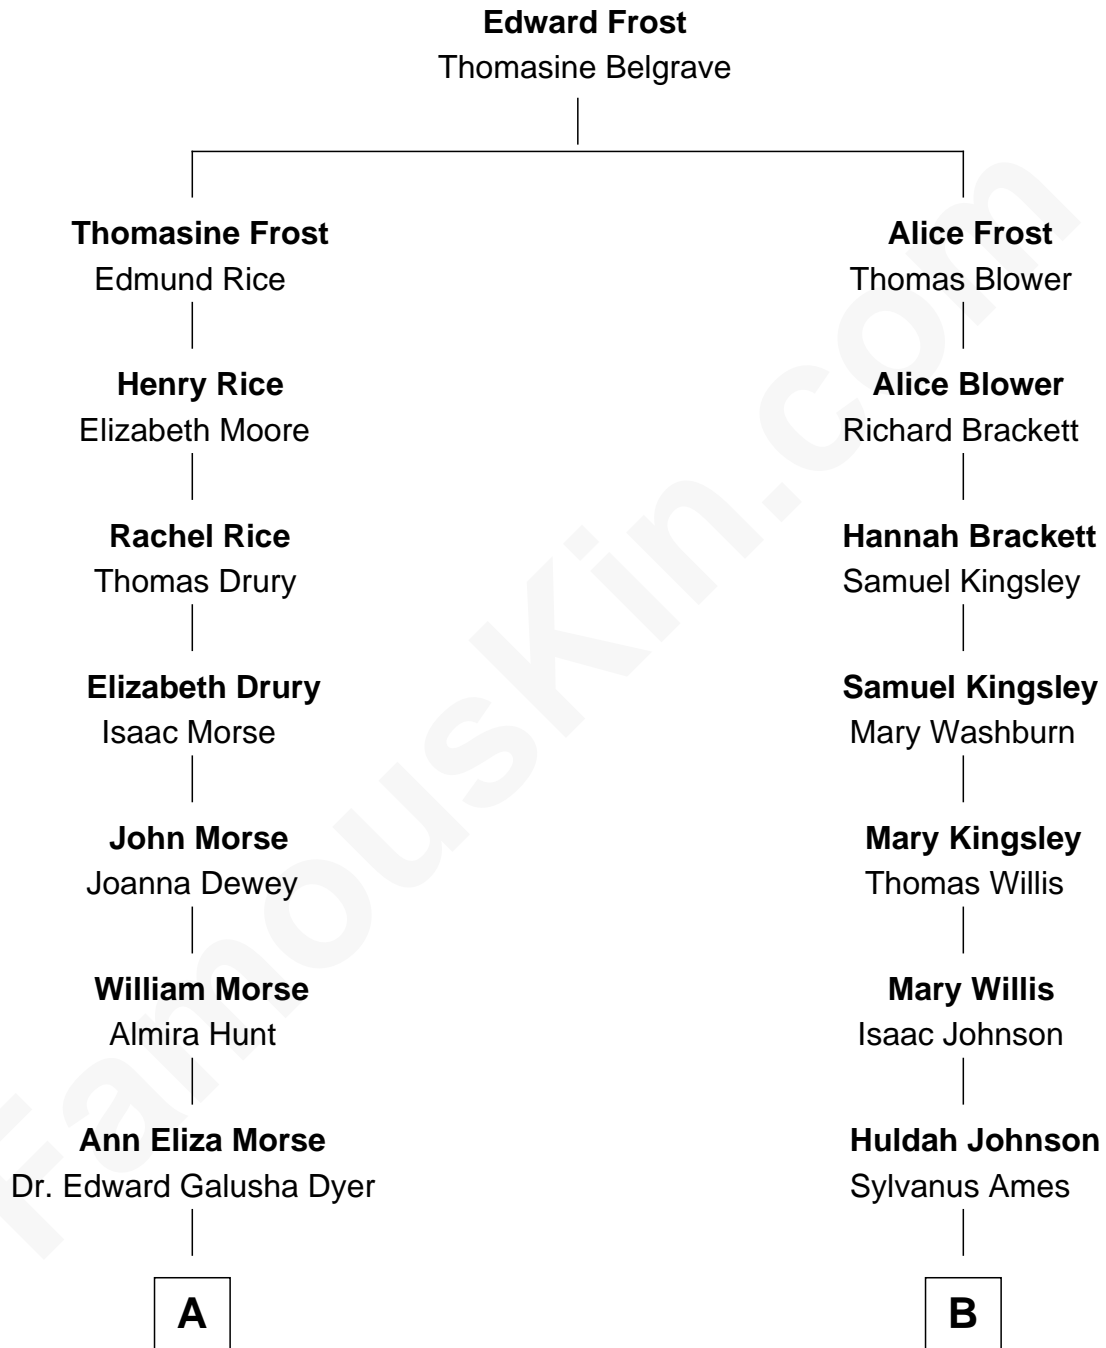 Edward Frost
Thomasine Belgrave
Thomasine Frost
Edmund Rice
Alice Frost
Thomas Blower
Henry Rice
Elizabeth Moore
Alice Blower
Richard Brackett
Rachel Rice
Thomas Drury
Hannah Brackett
Samuel Kingsley
Elizabeth Drury
Isaac Morse
Samuel Kingsley
Mary Washburn
John Morse
Joanna Dewey
Mary Kingsley
Thomas Willis
William Morse
Almira Hunt
Mary Willis
Isaac Johnson
Ann Eliza Morse
Dr. Edward Galusha Dyer
Huldah Johnson
Sylvanus Ames
A
B
FamousKin.com